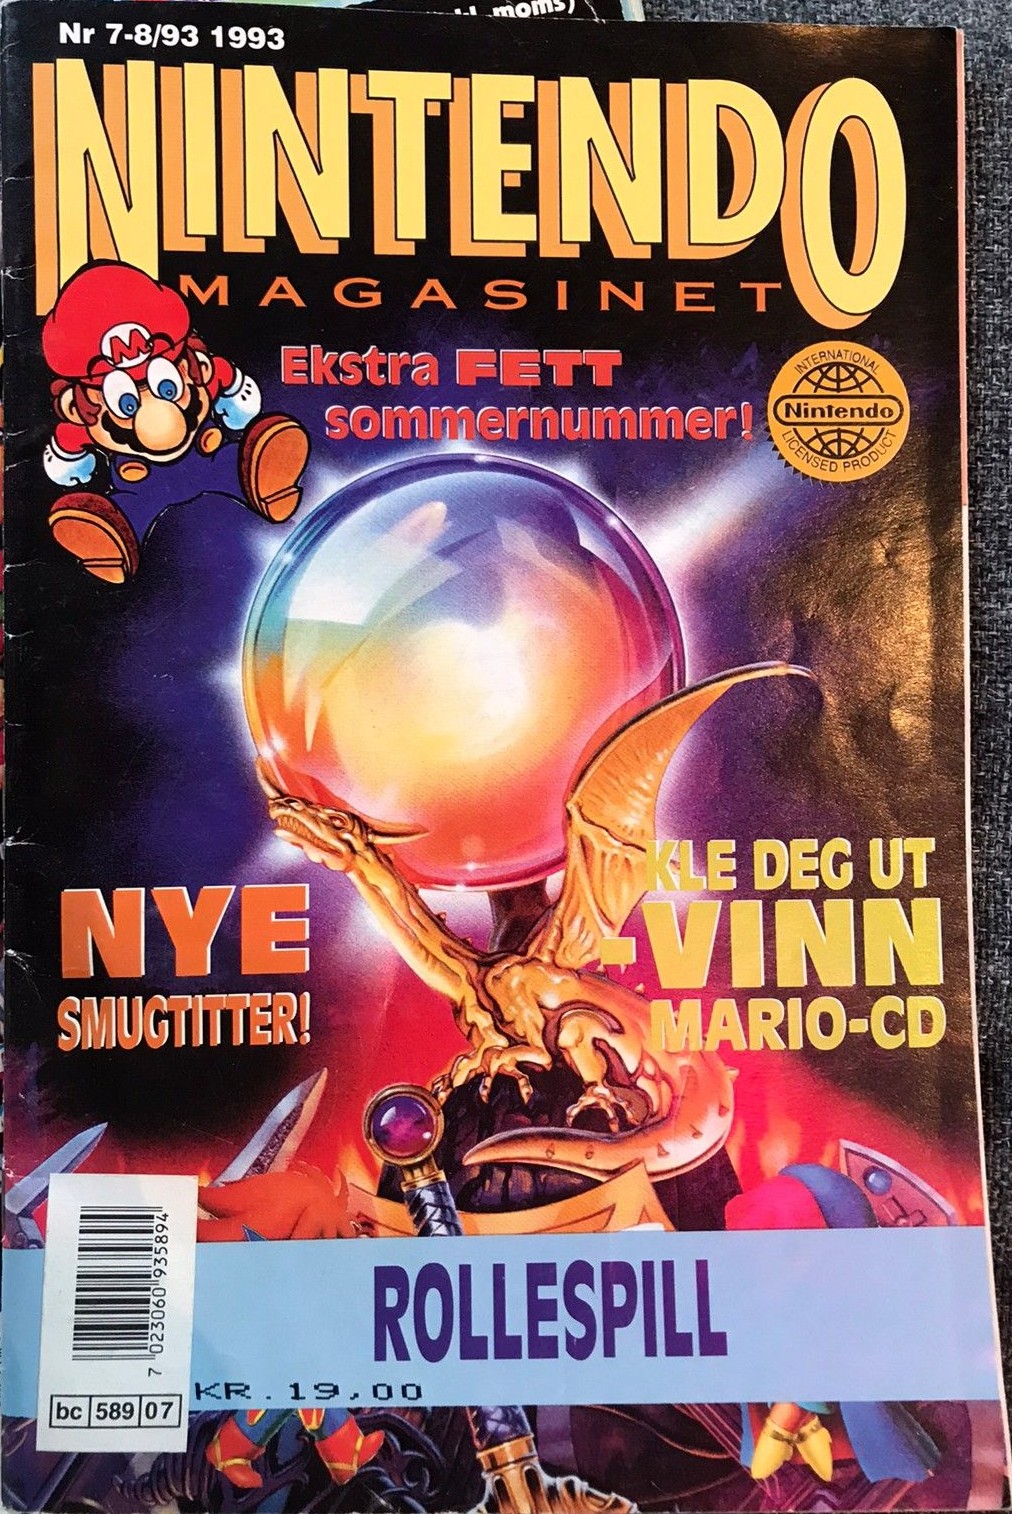 moms)
Nr 7-8/93 1993
NINTENDO
MAGASINET
M
Ekstra FETT
sommernummer!
INTERNATIONAL
Nintendo
LICENSED PRODUCT
KLE DEG UT
-VINN
MARIO-CD
NYE
SMUGTITTER!
ROLLESPILL
KR.19,00
7 023060 935894
bc 589 07